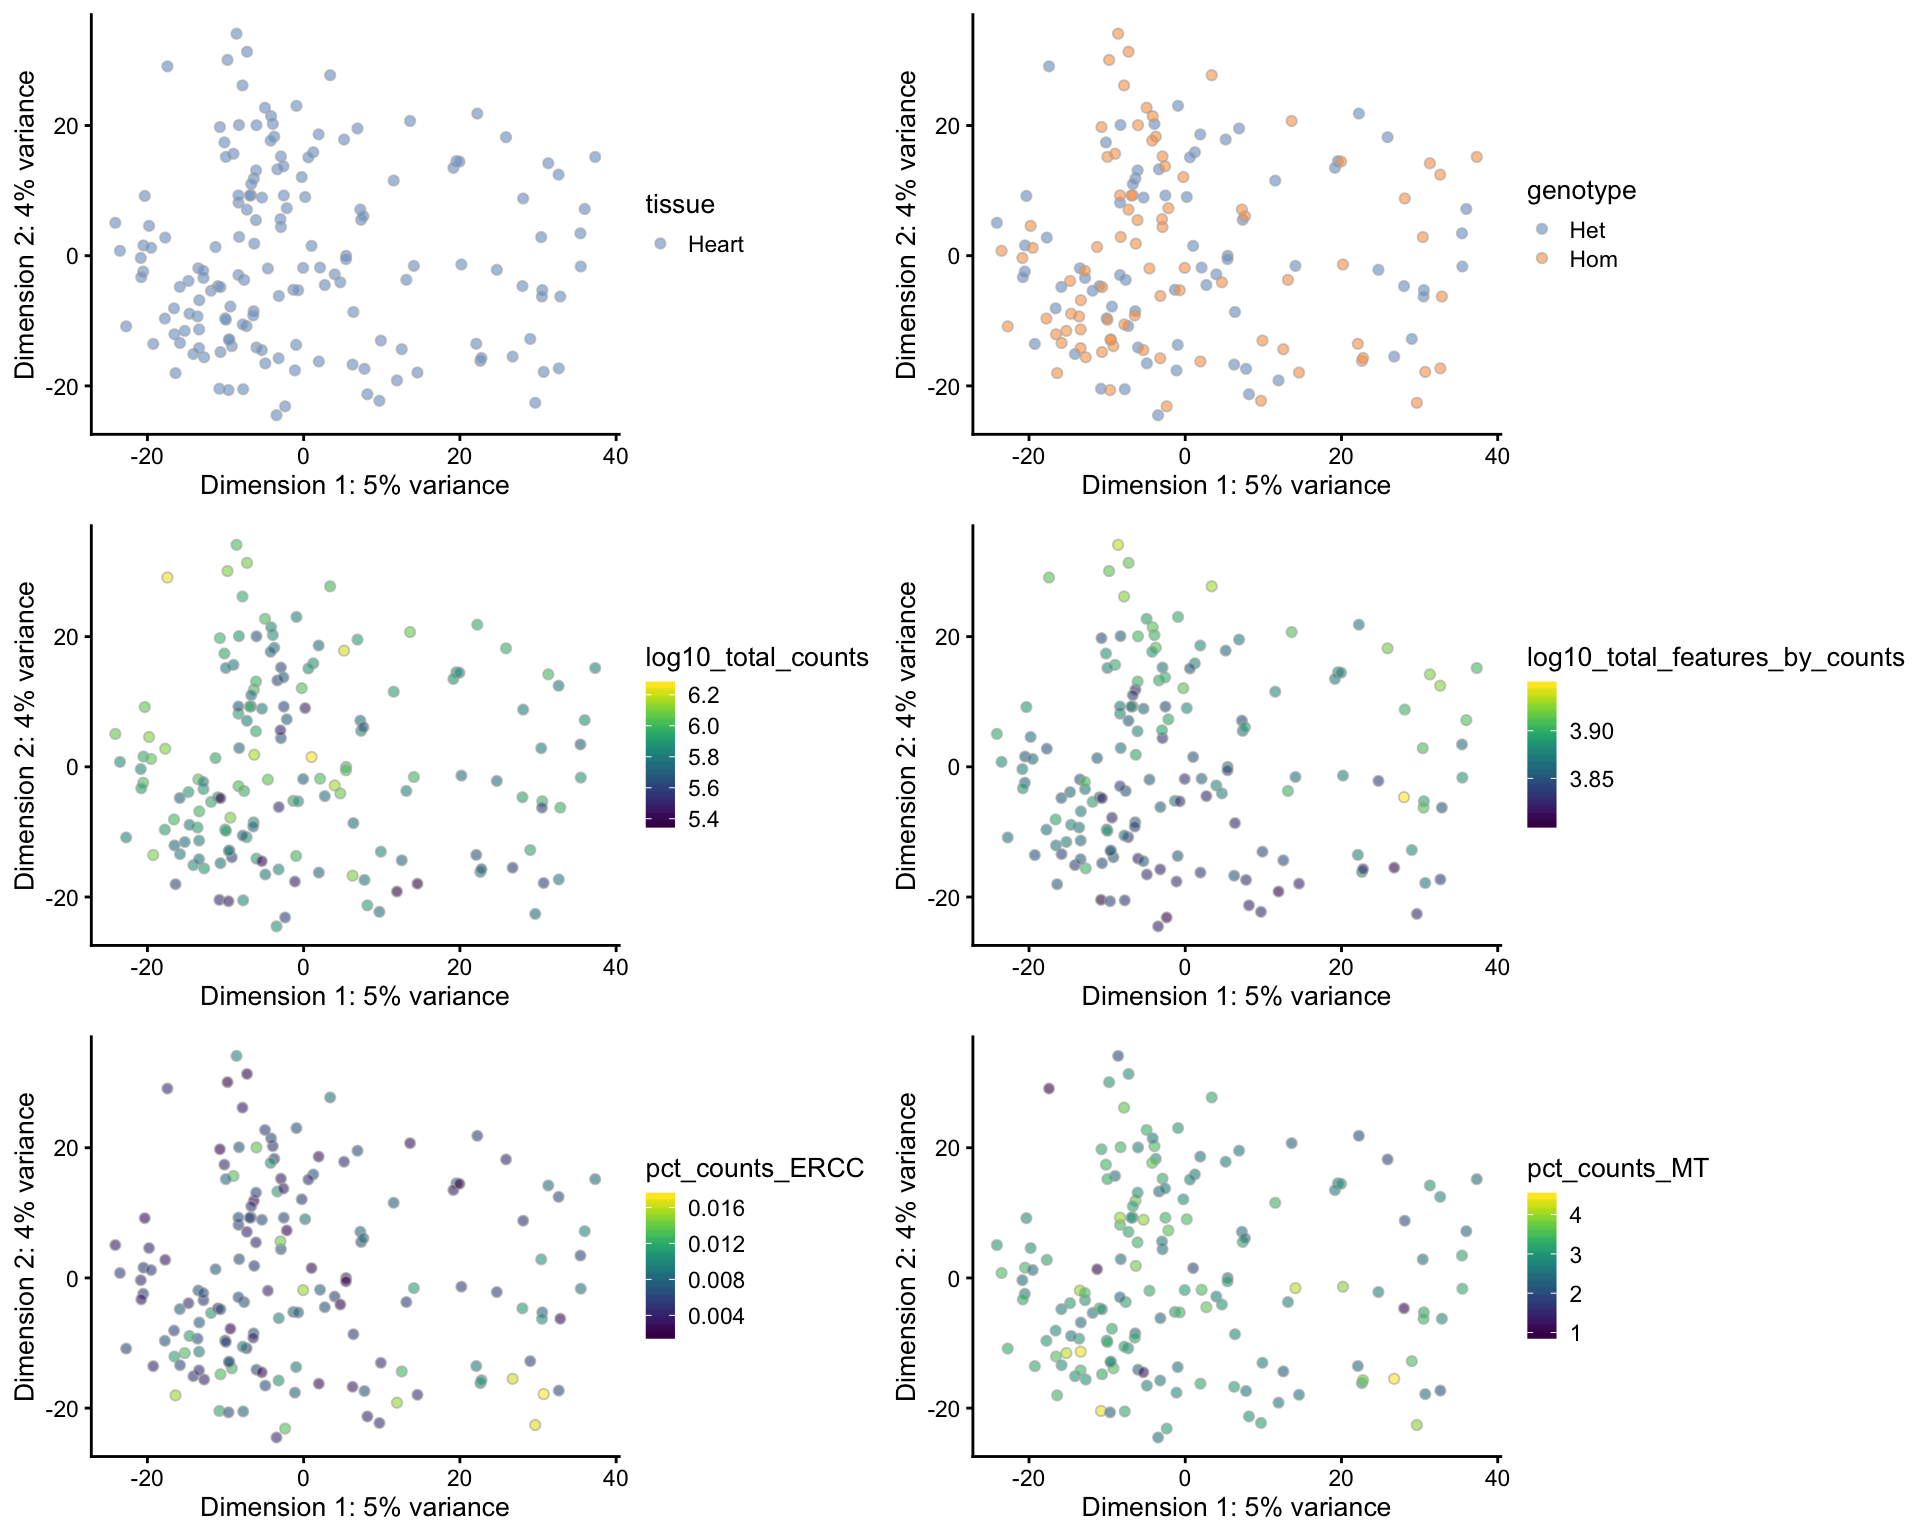 Dimension 2: 4% variance
20
0
-20
-20
0
20
40
Dimension 1: 5% variance
tissue
Heart
Dimension 2: 4% variance
20
0
-20
-20
0
20
40
Dimension 1: 5% variance
genotype
Het
Hom
Dimension 2: 4% variance
20
0
-20
-20
0
20
40
Dimension 1: 5% variance
log10_total_counts
6.2
6.0
5.8
5.6
5.4
Dimension 2: 4% variance
20
0
-20
-20
0
20
40
Dimension 1: 5% variance
log10_total_features_by_counts
3.90
3.85
Dimension 2: 4% variance
20
0
-20
-20
0
20
40
Dimension 1: 5% variance
pct_counts_ERCC
0.016
0.012
0.008
0.004
Dimension 2: 4% variance
20
0
-20
-20
0
20
40
Dimension 1: 5% variance
pct_counts_MT
4
3
2
1